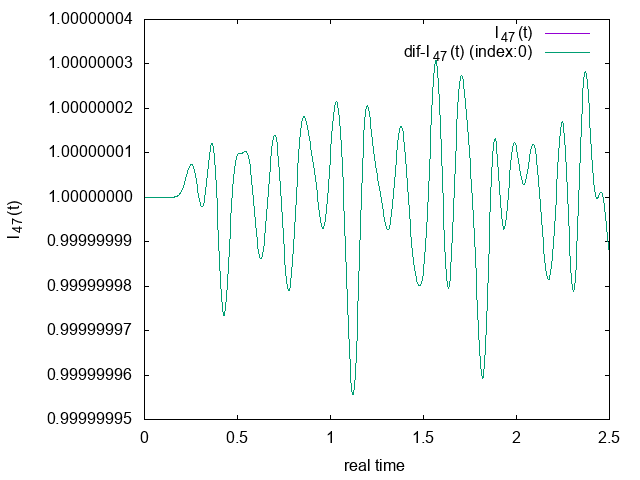 1.00000004
1.00000003
1.00000002
1.00000001
1.00000000
0.99999999
0.99999998
0.99999997
0.99999996
0.99999995
0 0.5 1 1.5 2 2.5
I47(t)
real time
I47(t)
dif-I47(t) (index:0)